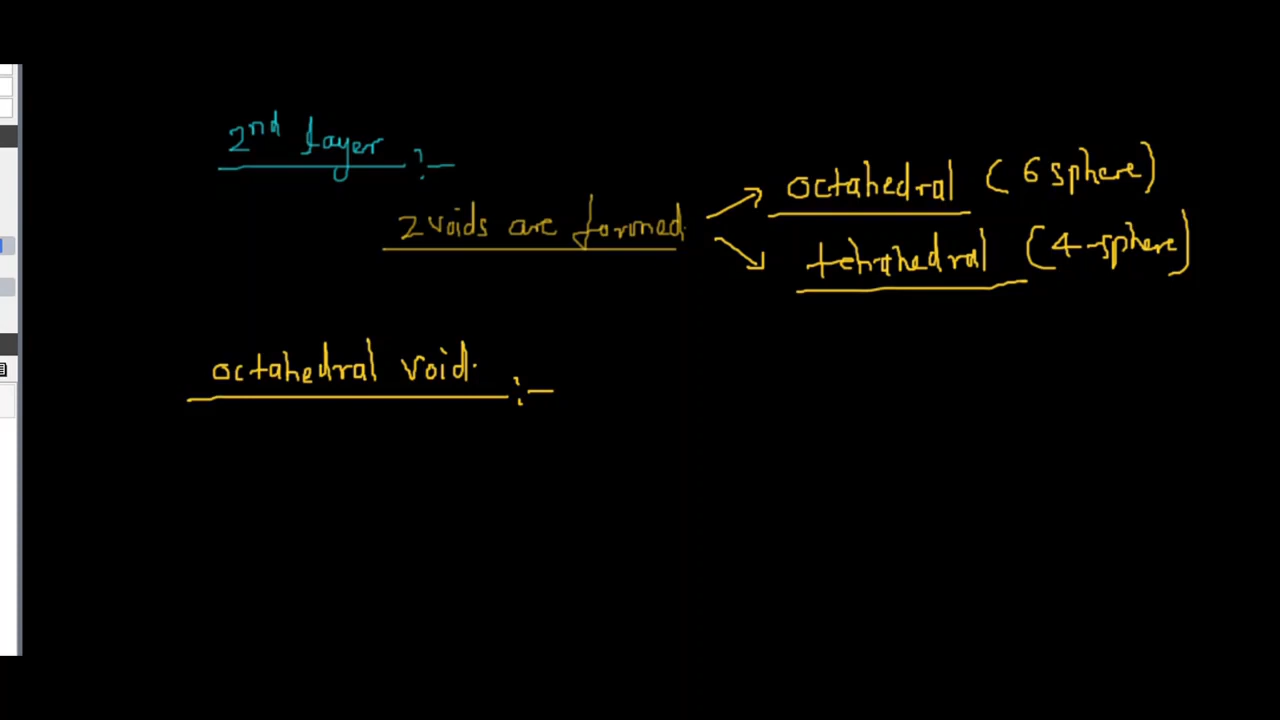 2nd layer :-
2 voids are formed
octahedral (6 sphere)
tetrahedral (4-sphere)
octahedral void. :-